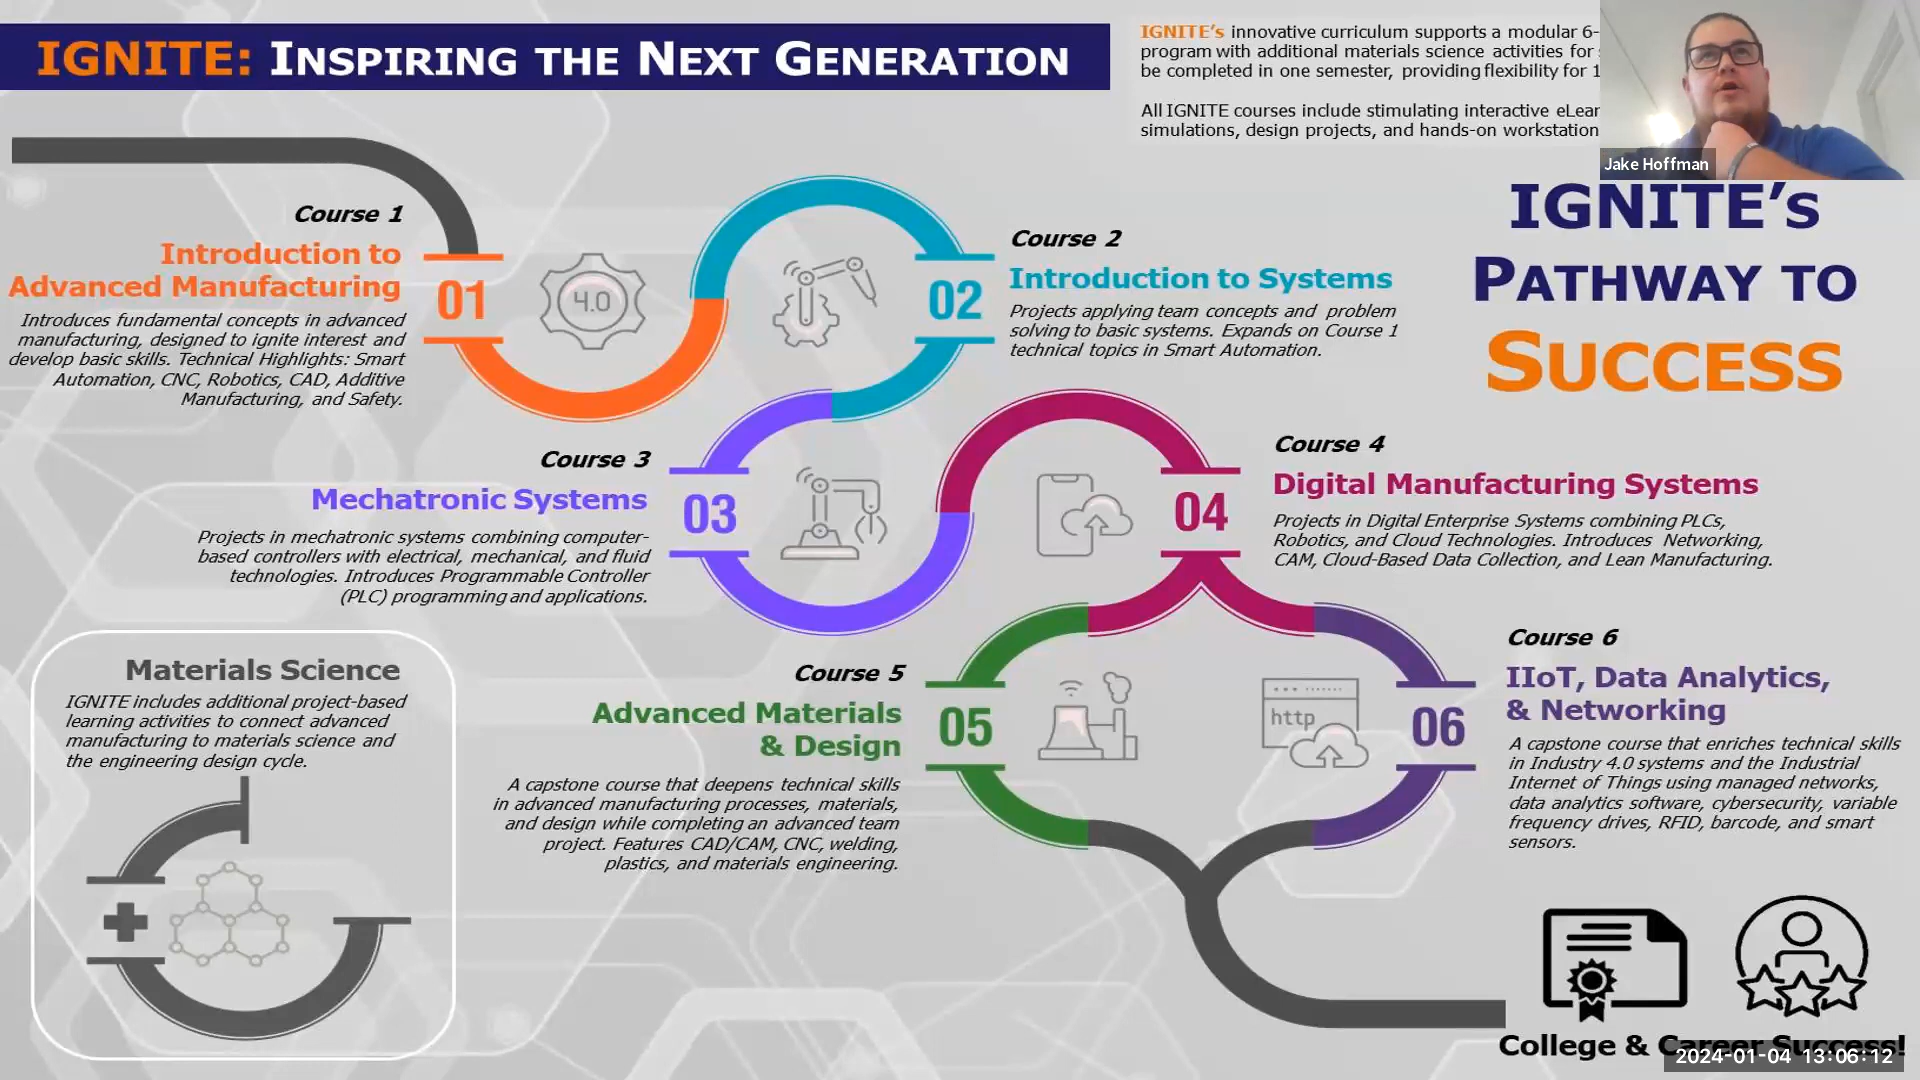 IGNITE: INSPIRING THE NEXT GENERATION
IGNITE's innovative curriculum supports a modular 6-
program with additional materials science activities for
be completed in one semester, providing flexibility for 1
All IGNITE courses include stimulating interactive eLear
simulations, design projects, and hands-on workstation
Jake Hoffman
IGNITE's
PATHWAY TO
SUCCESS
Course 1
Introduction to
Advanced Manufacturing
Introduces fundamental concepts in advanced
manufacturing, designed to ignite interest and
develop basic skills. Technical Highlights: Smart
Automation, CNC, Robotics, CAD, Additive
Manufacturing, and Safety.
01
4.0
02
Course 2
Introduction to Systems
Projects applying team concepts and problem
solving to basic systems. Expands on Course 1
technical topics in Smart Automation.
Course 3
Mechatronic Systems
Projects in mechatronic systems combining computer-
based controllers with electrical, mechanical, and fluid
technologies. Introduces Programmable Controller
(PLC) programming and applications.
03
04
Course 4
Digital Manufacturing Systems
Projects in Digital Enterprise Systems combining PLCs,
Robotics, and Cloud Technologies. Introduces Networking,
CAM, Cloud-Based Data Collection, and Lean Manufacturing.
Materials Science
IGNITE includes additional project-based
learning activities to connect advanced
manufacturing to materials science and
the engineering design cycle.
Course 5
Advanced Materials
& Design
A capstone course that deepens technical skills
in advanced manufacturing processes, materials,
and design while completing an advanced team
project. Features CAD/CAM, CNC, welding,
plastics, and materials engineering.
05
http
06
Course 6
IIoT, Data Analytics,
& Networking
A capstone course that enriches technical skills
in Industry 4.0 systems and the Industrial
Internet of Things using managed networks,
data analytics software, cybersecurity, variable
frequency drives, RFID, barcode, and smart
sensors.
College & Career Success!
2024-01-04 13:06:12